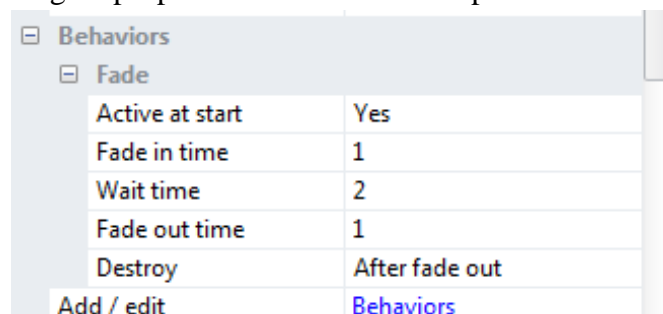 Behaviors
Fade
Active at start Yes
Fade in time 1
Wait time 2
Fade out time 1
Destroy After fade out
Add / edit Behaviors